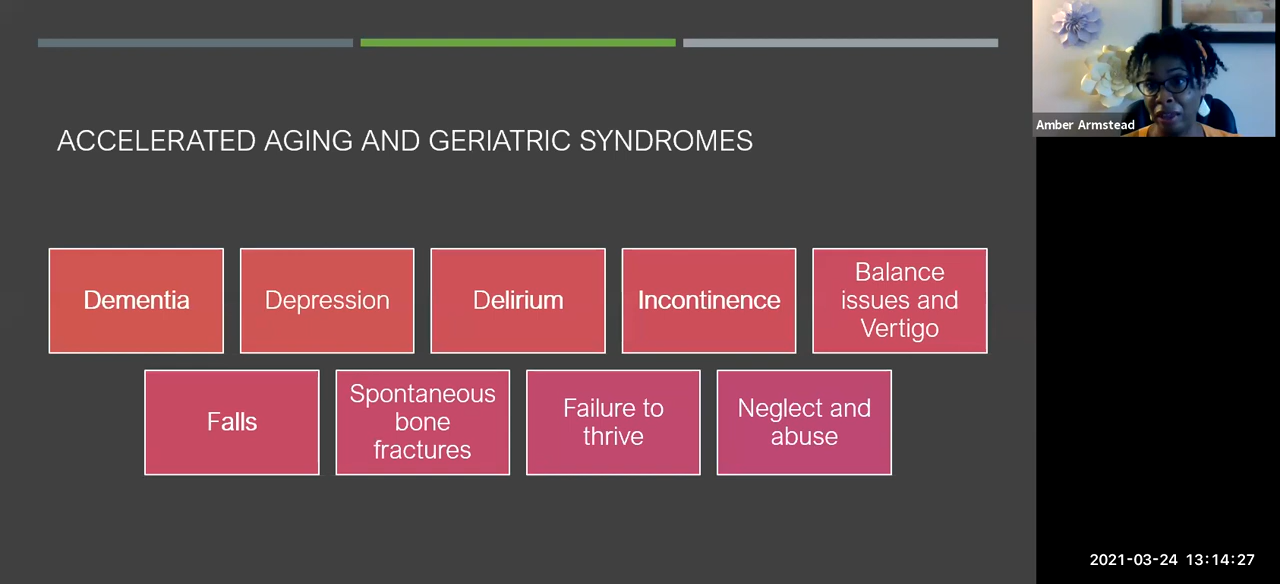 Amber Armstead
ACCELERATED AGING AND GERIATRIC SYNDROMES
Dementia
Depression
Delirium
Incontinence
Balance
issues and
Vertigo
Falls
Spontaneous
bone
fractures
Failure to
thrive
Neglect and
abuse
2021-03-24 13:14:27